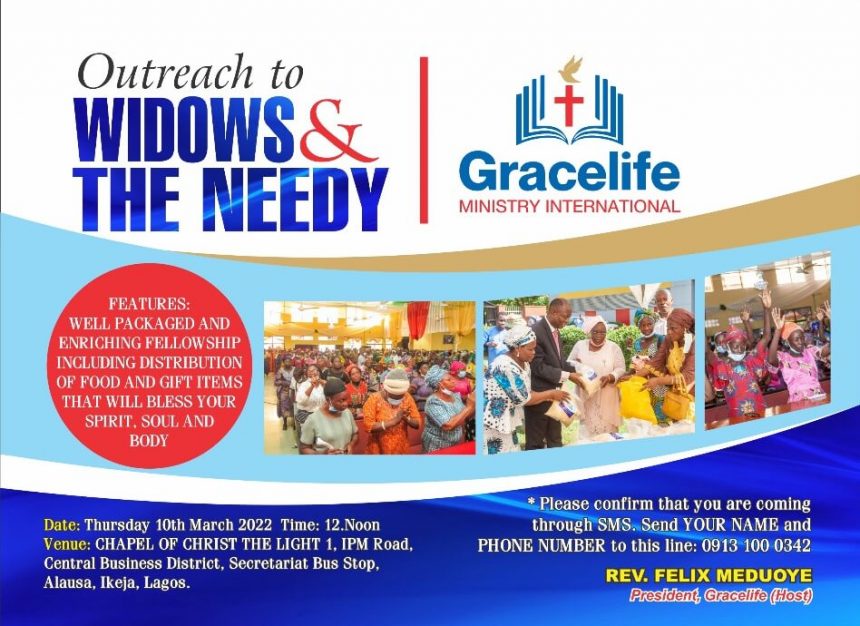 Outreach to
WIDOWS &
THE NEEDY
Gracelife
MINISTRY INTERNATIONAL
FEATURES:
WELL PACKAGED AND
ENRICHING FELLOWSHIP
INCLUDING DISTRIBUTION
OF FOOD AND GIFT ITEMS
THAT WILL BLESS YOUR
SPIRIT, SOUL AND
BODY
Date: Thursday 10th March 2022 Time: 12.Noon
Venue: CHAPEL OF CHRIST THE LIGHT 1, IPM Road,
Central Business District, Secretariat Bus Stop,
Alausa, Ikeja, Lagos.
* Please confirm that you are coming
through SMS. Send YOUR NAME and
PHONE NUMBER to this line: 0913 100 0342
REV. FELIX MEDUOYE
President, Gracelife (Host)